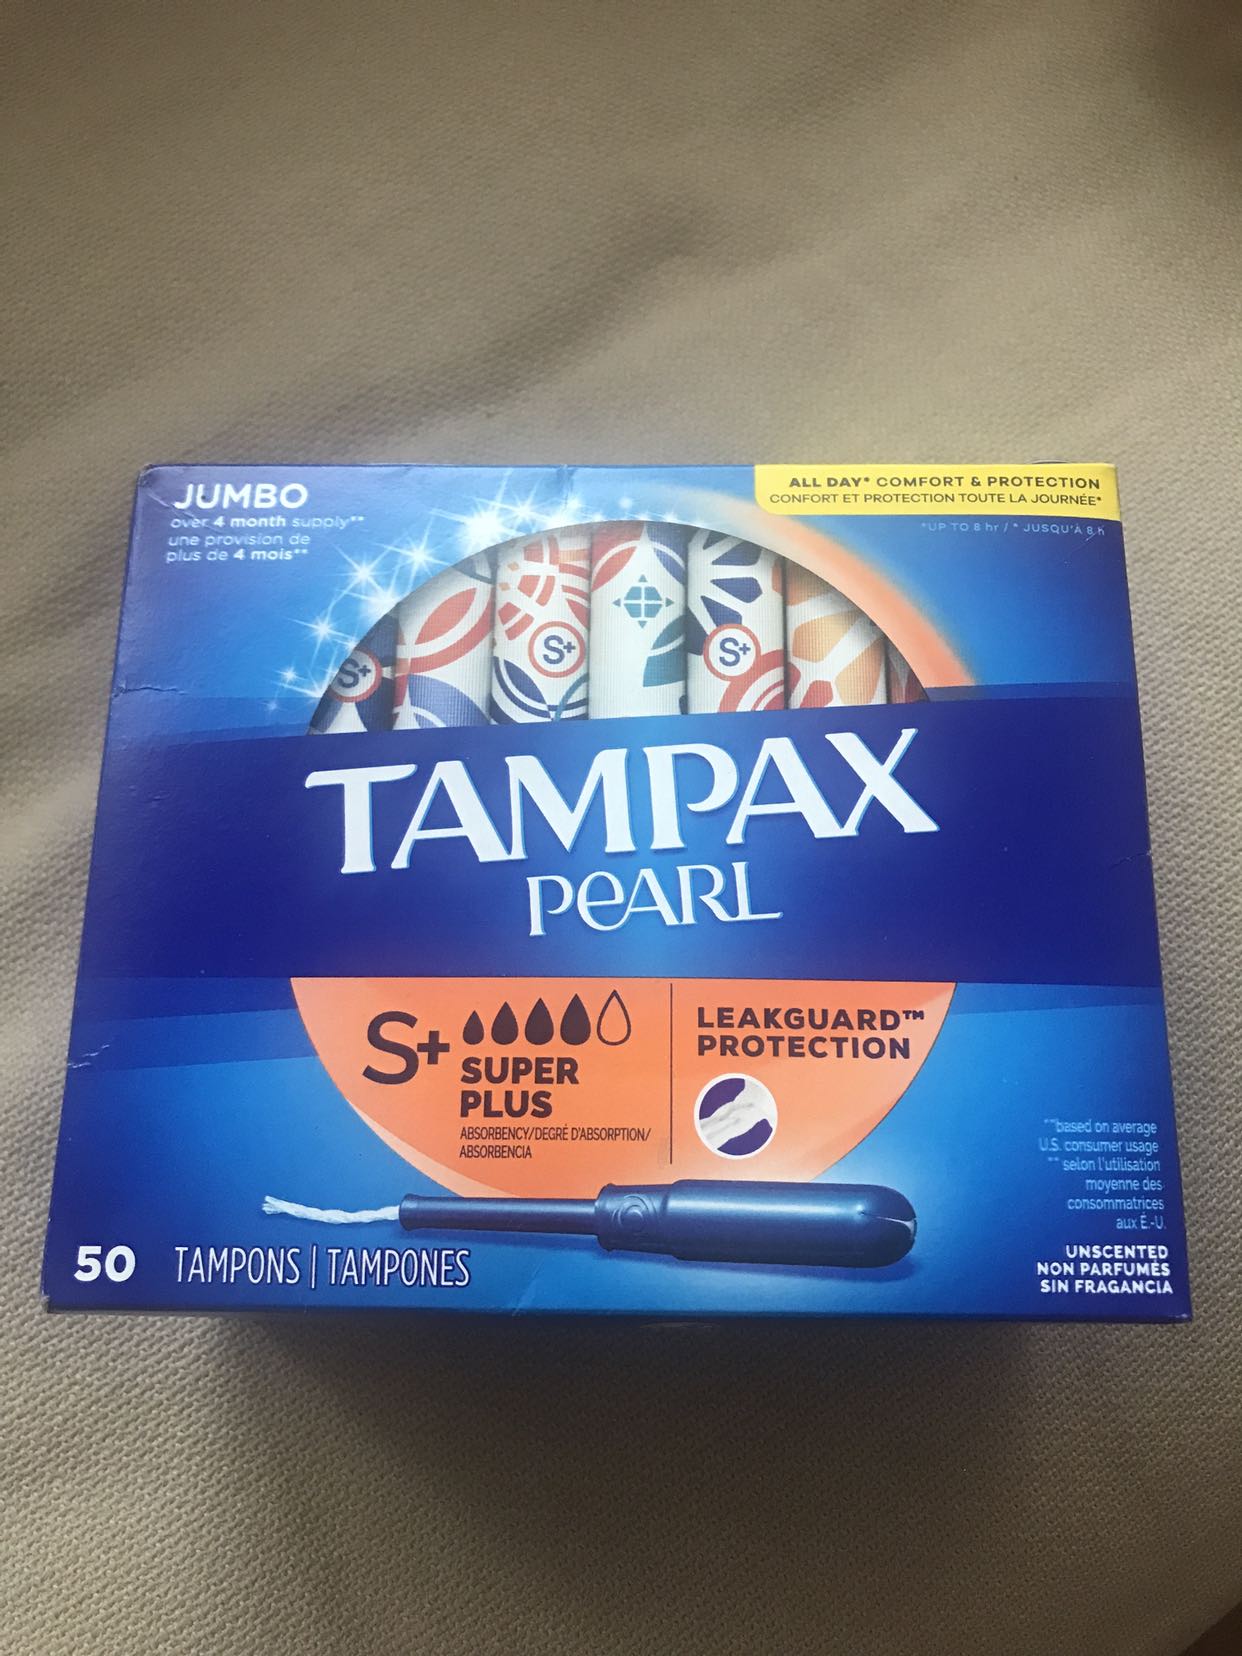 JUMBO
over 4 month supply**
une provision de
plus de 4 mois**
ALL DAY* COMFORT & PROTECTION
CONFORT ET PROTECTION TOUTE LA JOURNÉE*
*UP TO 8 hr / * JUSQU'À 8 h
S+
S+
S+
TAMPAX
PEARL
S+
SUPER
PLUS
ABSORBENCY/DEGRÉ D'ABSORPTION/
ABSORBENCIA
LEAKGUARD™
PROTECTION
**based on average
U.S. consumer usage
** selon l'utilisation
moyenne des
consommatrices
aux É.-U.
50 TAMPONS | TAMPONES
UNSCENTED
NON PARFUMÉS
SIN FRAGANCIA